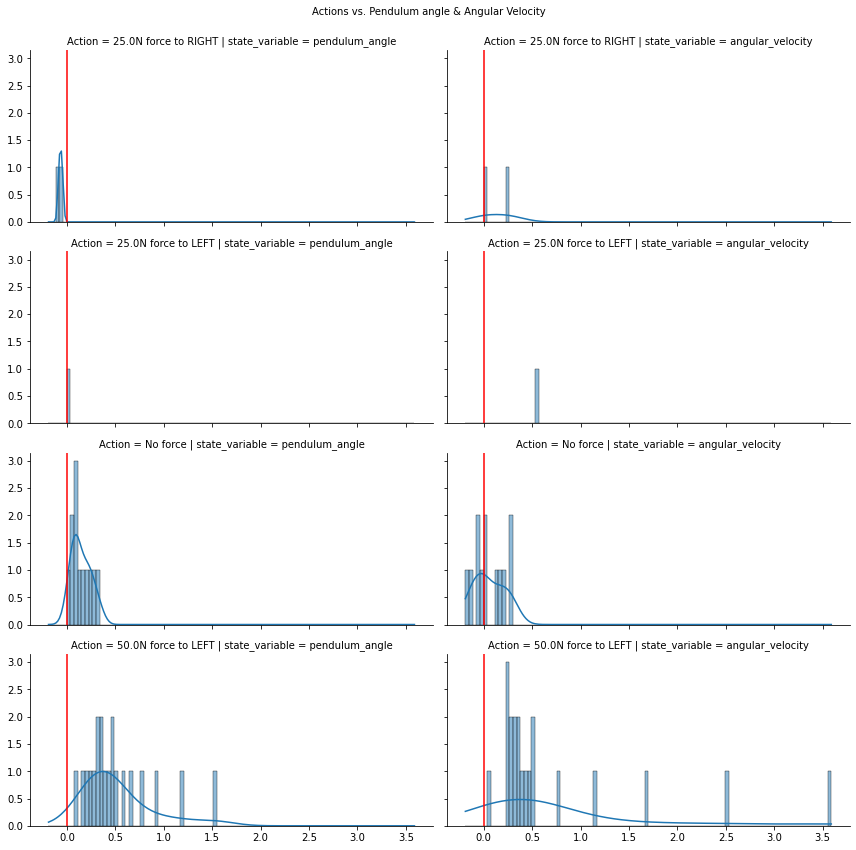 Actions vs. Pendulum angle & Angular Velocity
Action = 25.0N force to RIGHT | state_variable = pendulum_angle
Action = 25.0N force to RIGHT | state_variable = angular_velocity
3.0
2.5
2.0
1.5
1.0
0.5
0.0
Action = 25.0N force to LEFT | state_variable = pendulum_angle
Action = 25.0N force to LEFT | state_variable = angular_velocity
3.0
2.5
2.0
1.5
1.0
0.5
0.0
Action = No force | state_variable = pendulum_angle
Action = No force | state_variable = angular_velocity
3.0
2.5
2.0
1.5
1.0
0.5
0.0
Action = 50.0N force to LEFT | state_variable = pendulum_angle
Action = 50.0N force to LEFT | state_variable = angular_velocity
3.0
2.5
2.0
1.5
1.0
0.5
0.0
0.0 0.5 1.0 1.5 2.0 2.5 3.0 3.5
0.0 0.5 1.0 1.5 2.0 2.5 3.0 3.5